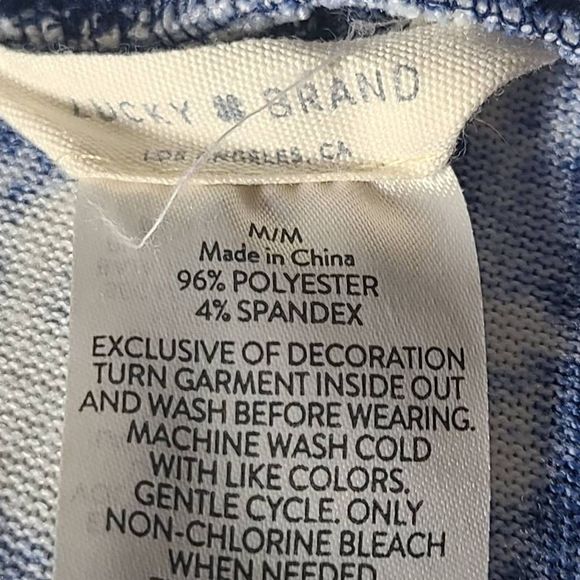 LUCKY BRAND
LOS ANGELES, CA
M/M
Made in China
96% POLYESTER
4% SPANDEX
EXCLUSIVE OF DECORATION
TURN GARMENT INSIDE OUT
AND WASH BEFORE WEARING.
MACHINE WASH COLD
WITH LIKE COLORS.
GENTLE CYCLE. ONLY
NON-CHLORINE BLEACH
WHEN NEEDED